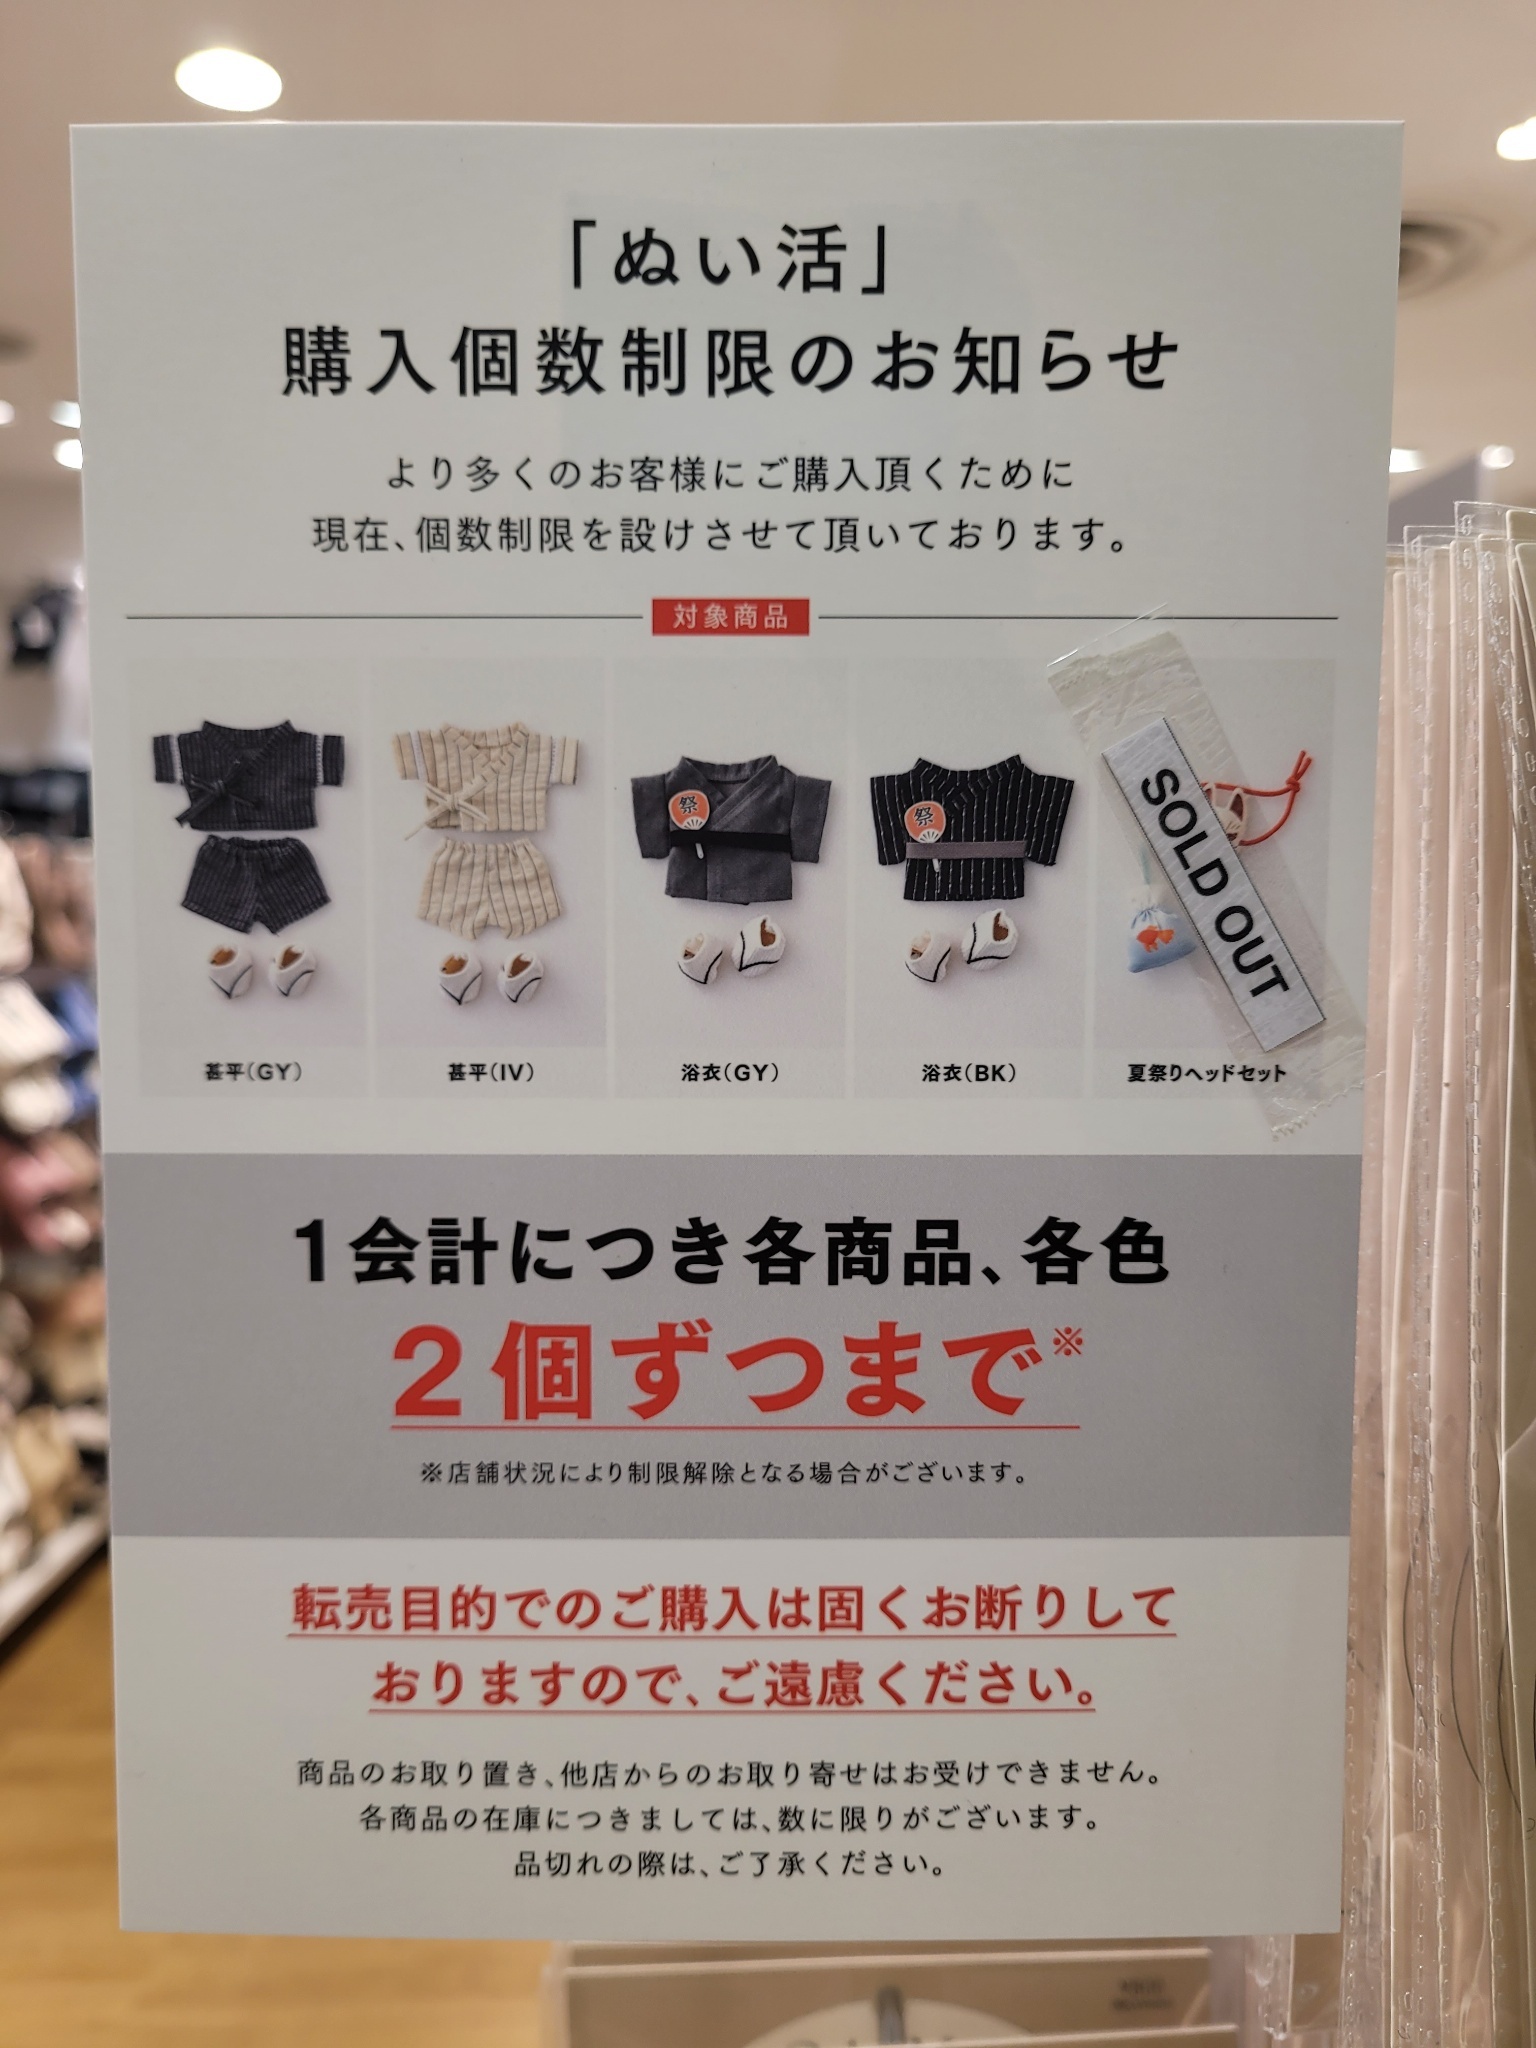 「ぬい活」
購入個数制限のお知らせ
より多くのお客様にご購入頂くために
現在、個数制限を設けさせて頂いております。
対象商品
祭
祭
SOLD OUT
甚平(GY)
甚平(IV)
浴衣(GY)
浴衣(BK)
夏祭りヘッドセット
1会計につき各商品、各色
2個ずつまで※
※店舗状況により制限解除となる場合がございます。
転売目的でのご購入は固くお断りして
おりますので、ご遠慮ください。
商品のお取り置き、他店からのお取り寄せはお受けできません。
各商品の在庫につきましては、数に限りがございます。
品切れの際は、ご了承ください。